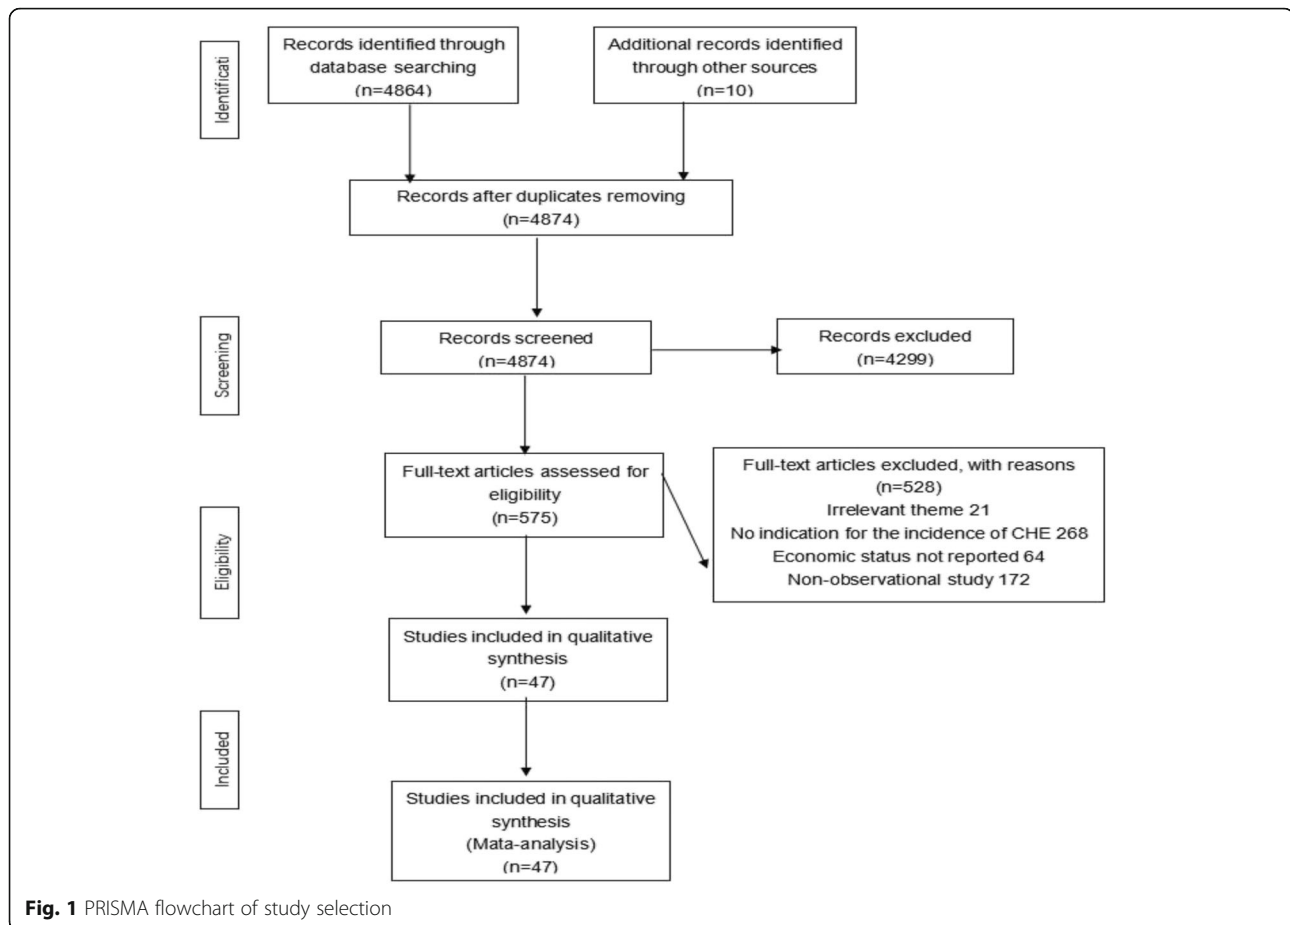 Identificati
Records identified through
database searching
(n=4864)
Additional records identified
through other sources
(n=10)
Records after duplicates removing
(n=4874)
Screening
Records screened
(n=4874)
Records excluded
(n=4299)
Eligibility
Full-text articles assessed for
eligibility
(n=575)
Full-text articles excluded, with reasons
(n=528)
Irrelevant theme 21
No indication for the incidence of CHE 268
Economic status not reported 64
Non-observational study 172
Studies included in qualitative
synthesis
(n=47)
Included
Studies included in qualitative
synthesis
(Mata-analysis)
(n=47)
Fig. 1 PRISMA flowchart of study selection